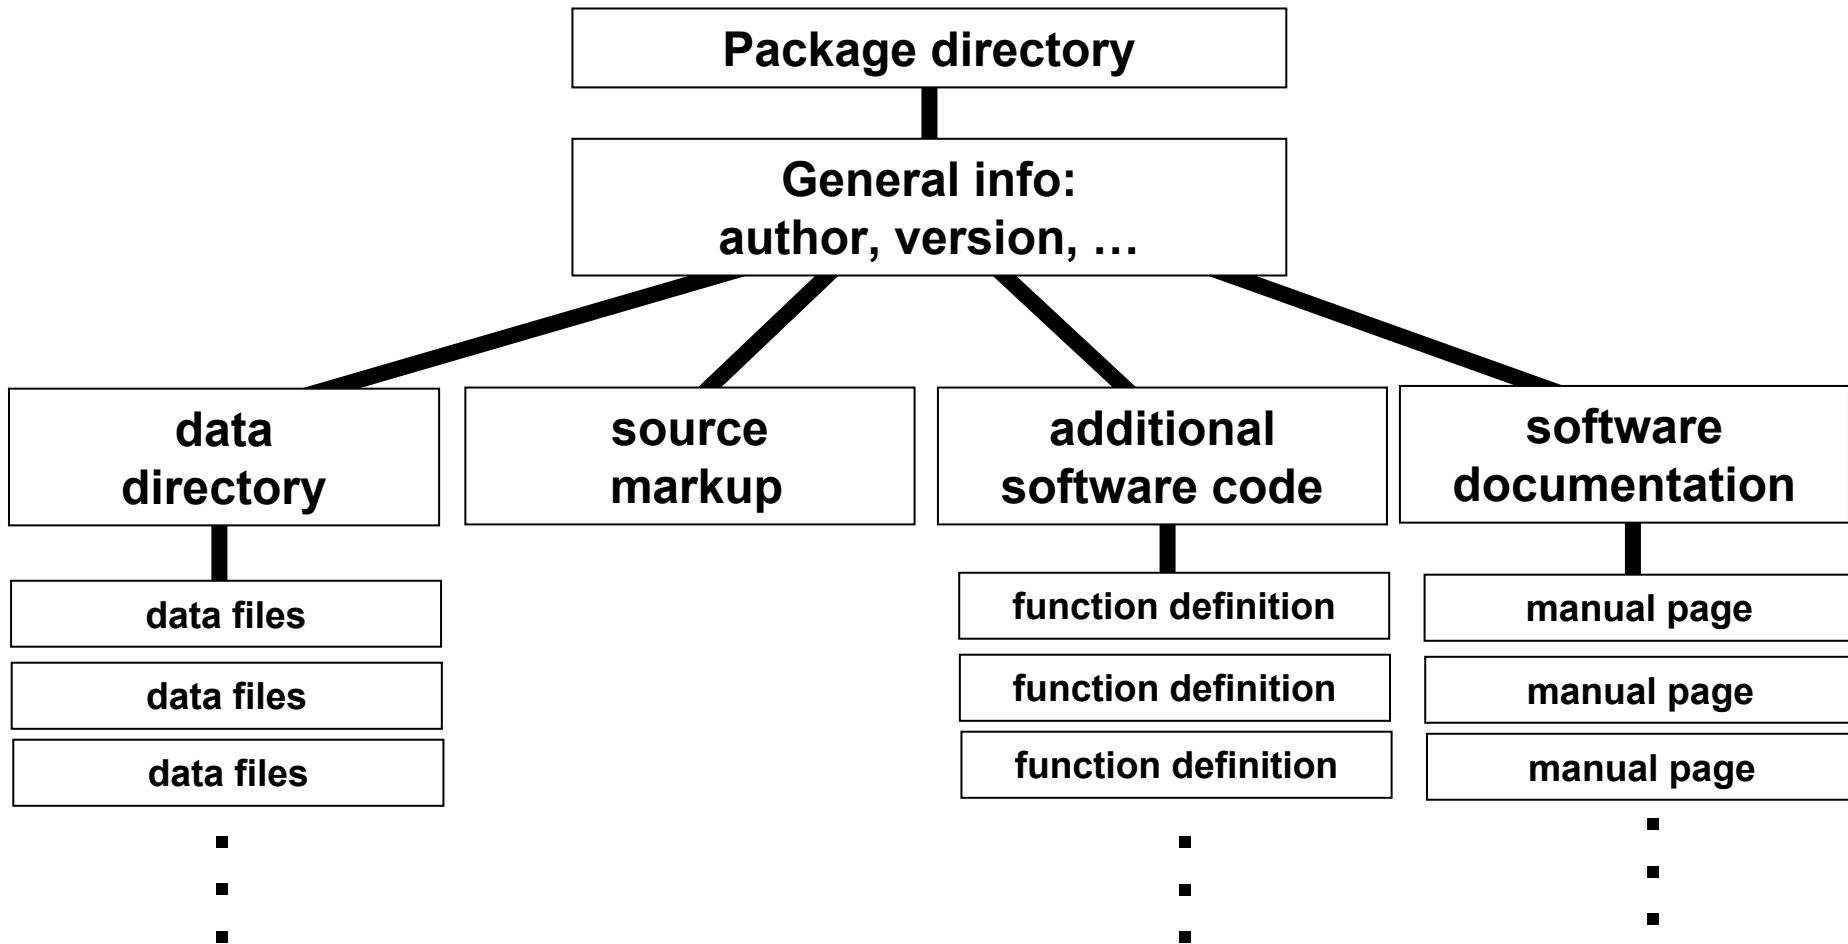 Package directory
General info:
author, version, …
data
directory
source
markup
additional
software code
software
documentation
data files
data files
data files
function definition
function definition
function definition
manual page
manual page
manual page